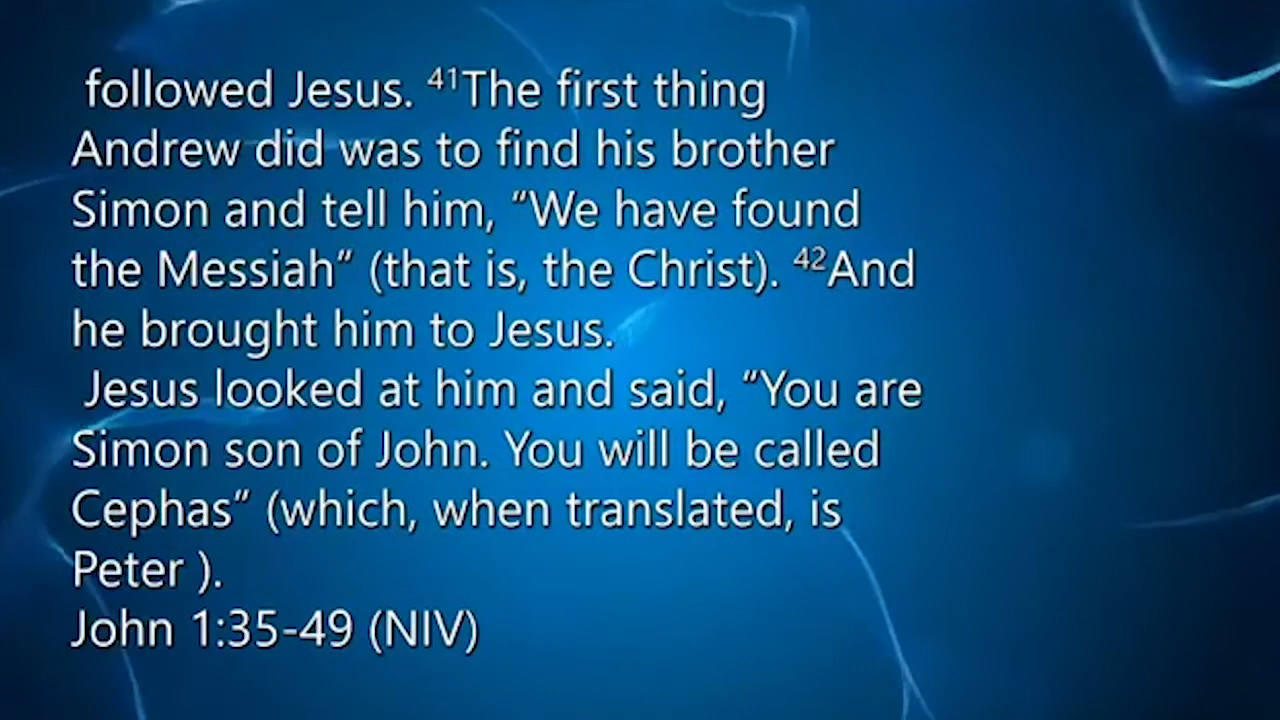 followed Jesus. ⁴¹The first thing
Andrew did was to find his brother
Simon and tell him, “We have found
the Messiah” (that is, the Christ). ⁴²And
he brought him to Jesus.
Jesus looked at him and said, “You are
Simon son of John. You will be called
Cephas” (which, when translated, is
Peter ).
John 1:35-49 (NIV)